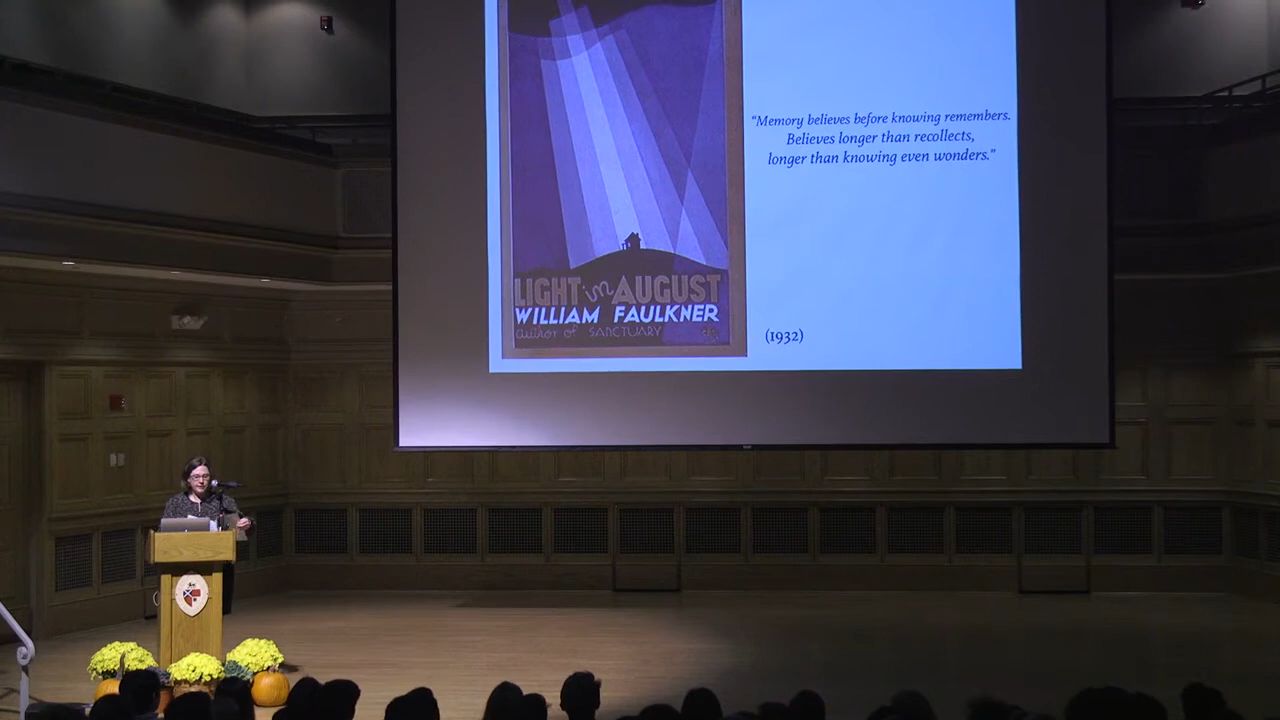 LIGHT in AUGUST
WILLIAM FAULKNER
author of SANCTUARY
“Memory believes before knowing remembers.
Believes longer than recollects,
longer than knowing even wonders.”
(1932)